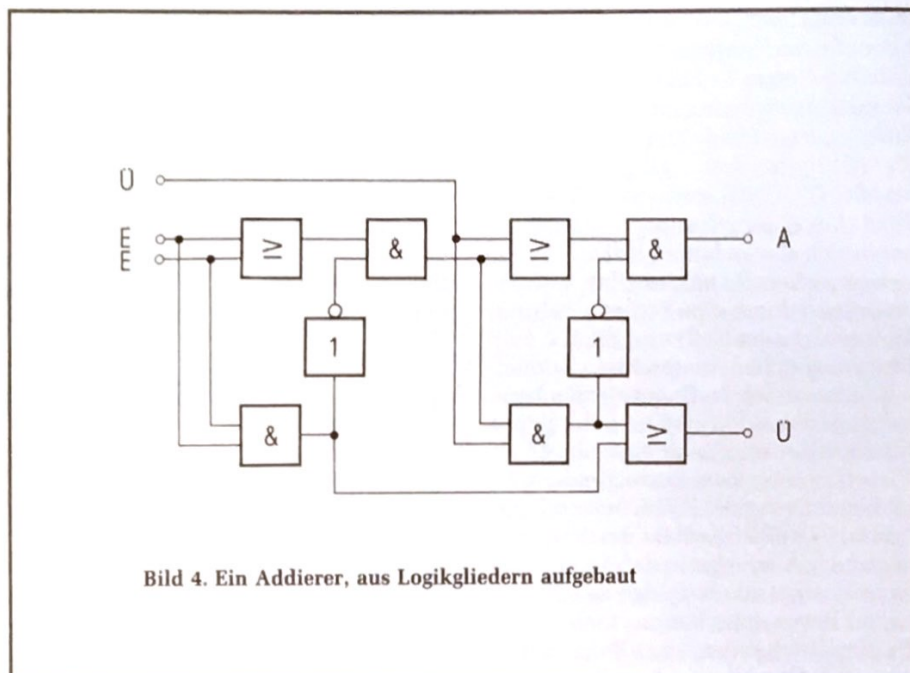 Ü
E
E
≥
&
≥
&
A
1
1
&
&
≥
Ü
Bild 4. Ein Addierer, aus Logikgliedern aufgebaut